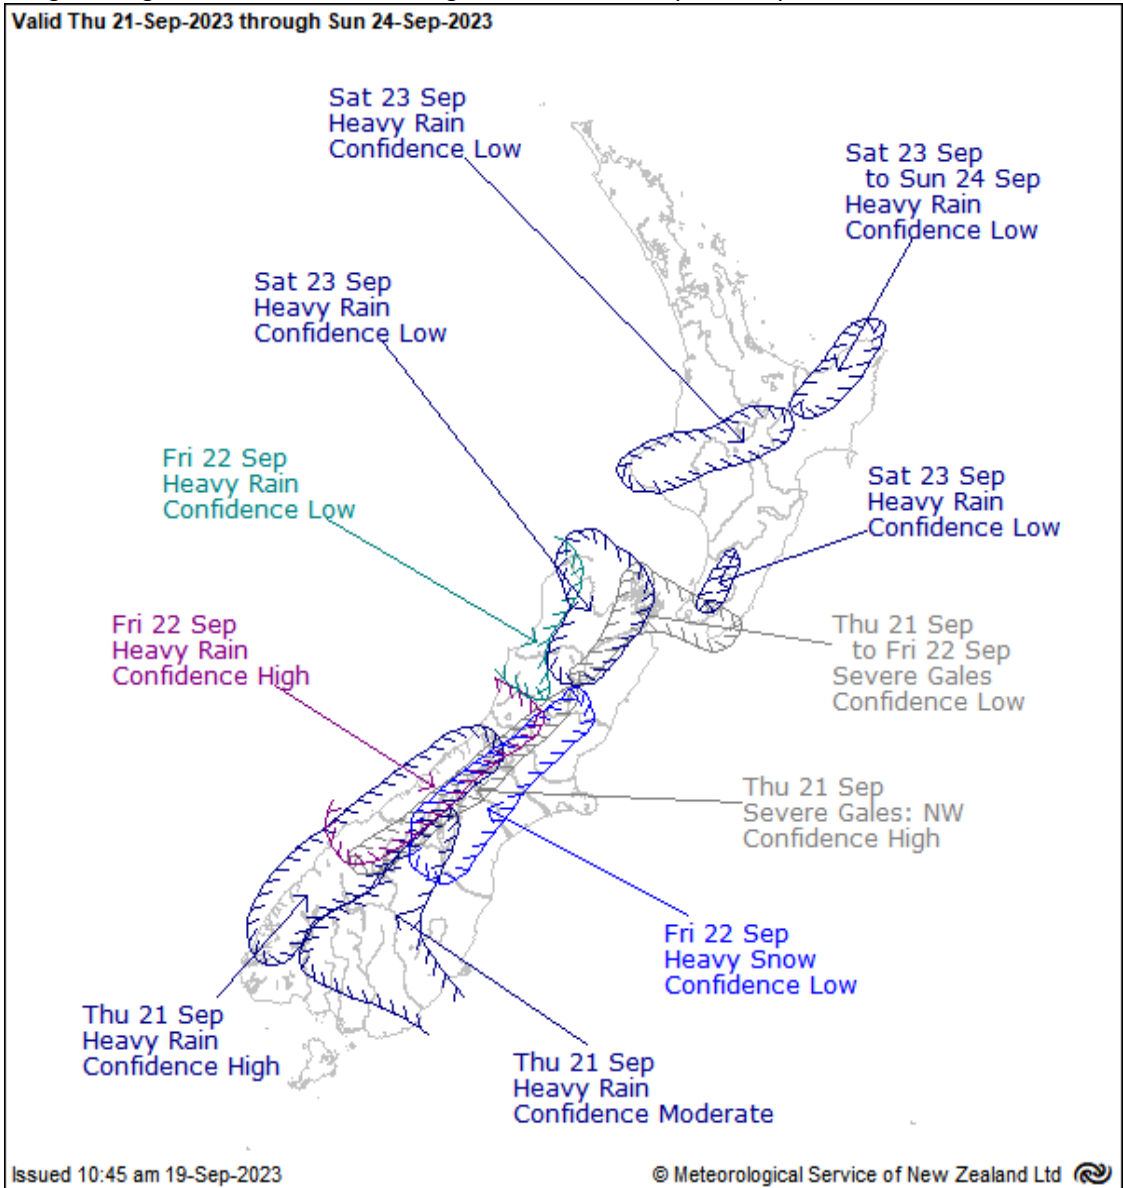 Valid Thu 21-Sep-2023 through Sun 24-Sep-2023
Sat 23 Sep
Heavy Rain
Confidence Low
Sat 23 Sep
to Sun 24 Sep
Heavy Rain
Confidence Low
Sat 23 Sep
Heavy Rain
Confidence Low
Fri 22 Sep
Heavy Rain
Confidence Low
Sat 23 Sep
Heavy Rain
Confidence Low
Fri 22 Sep
Heavy Rain
Confidence High
Thu 21 Sep
to Fri 22 Sep
Severe Gales
Confidence Low
Thu 21 Sep
Severe Gales: NW
Confidence High
Fri 22 Sep
Heavy Snow
Confidence Low
Thu 21 Sep
Heavy Rain
Confidence High
Thu 21 Sep
Heavy Rain
Confidence Moderate
Issued 10:45 am 19-Sep-2023
© Meteorological Service of New Zealand Ltd